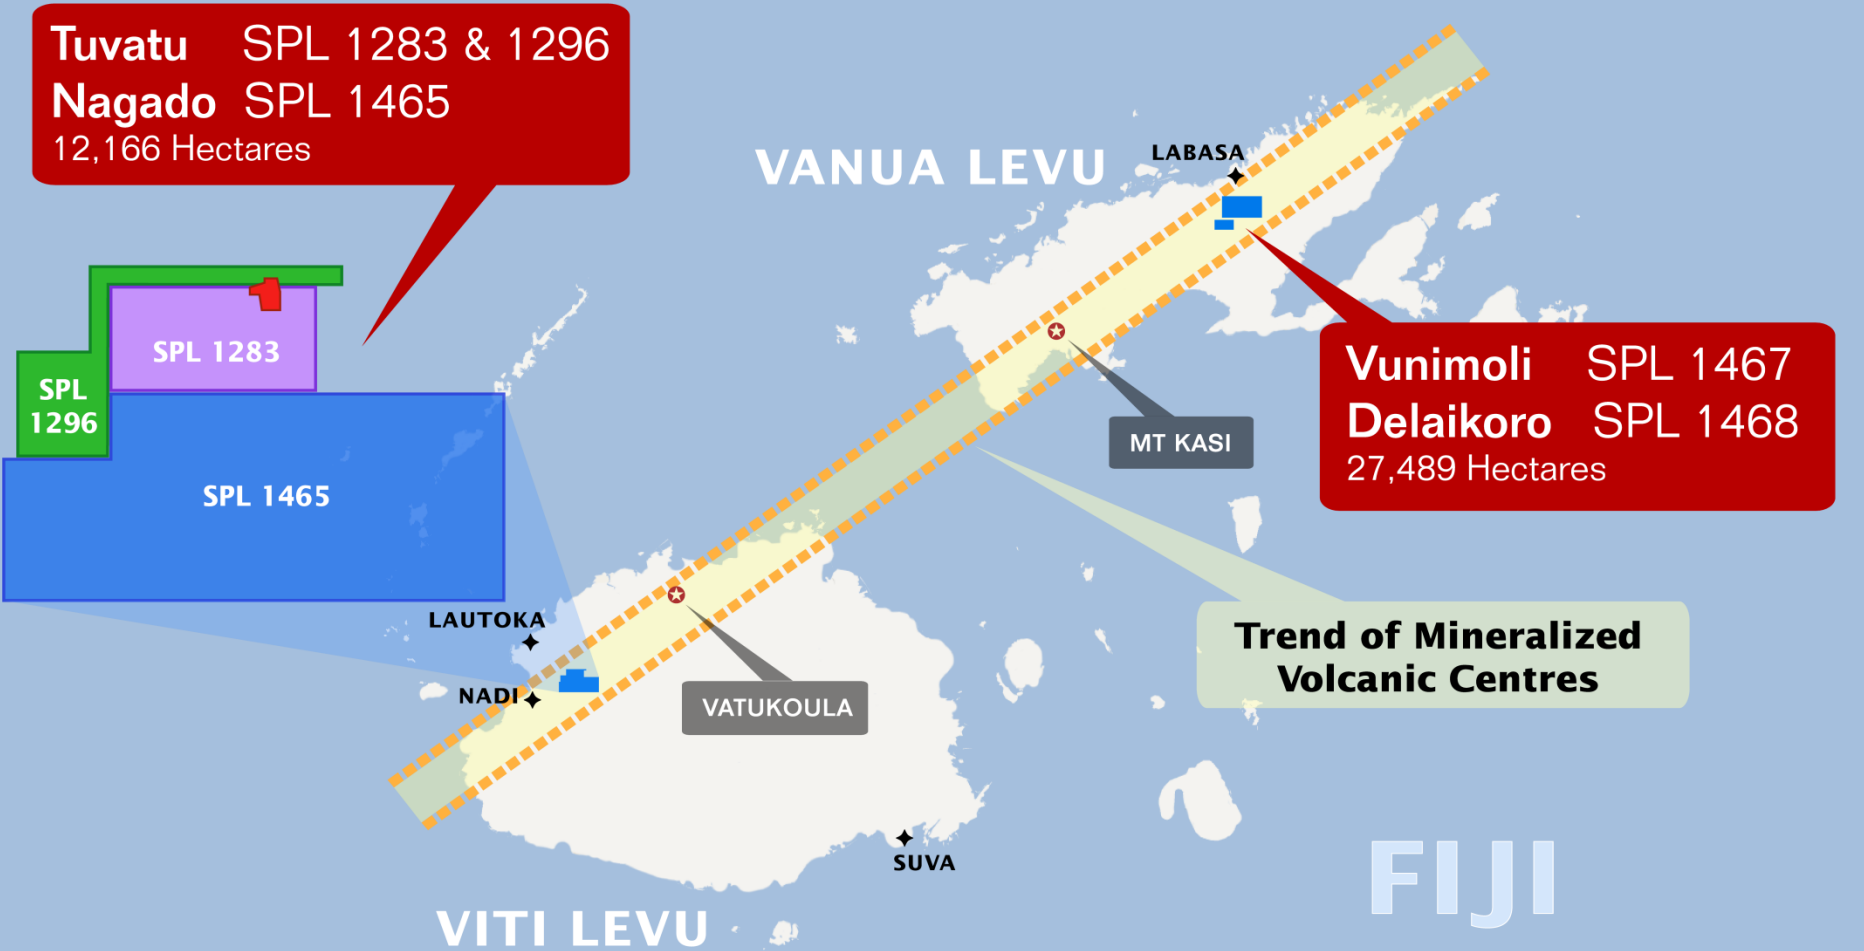 Tuvatu SPL 1283 & 1296
Nagado SPL 1465
12,166 Hectares
VANUA LEVU
LABASA
SPL 1283
SPL
1296
SPL 1465
Vunimoli SPL 1467
Delaikoro SPL 1468
27,489 Hectares
MT KASI
LAUTOKA
NADI
VATUKOULA
Trend of Mineralized
Volcanic Centres
SUVA
FIJI
VITI LEVU